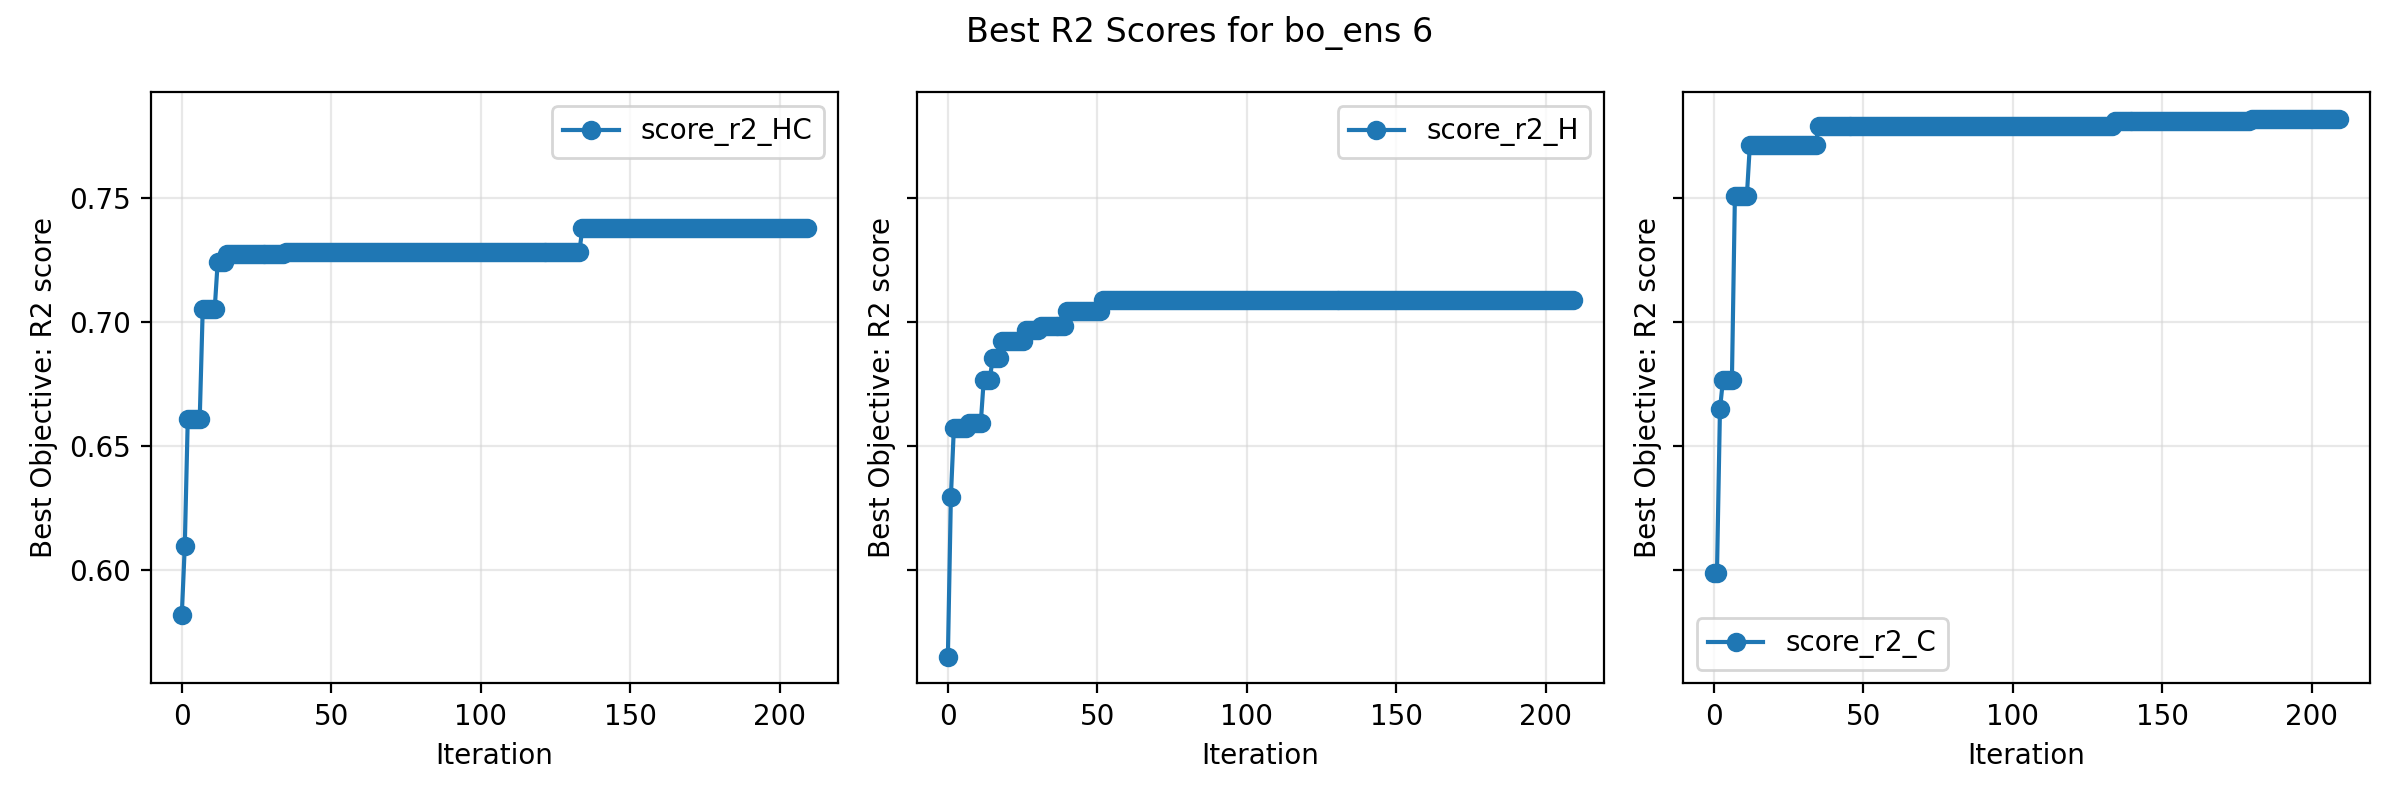 Best R2 Scores for bo_ens 6
Best Objective: R2 score
0.75
0.70
0.65
0.60
score_r2_HC
0 50 100 150 200
Iteration
Best Objective: R2 score
score_r2_H
0 50 100 150 200
Iteration
Best Objective: R2 score
score_r2_C
0 50 100 150 200
Iteration